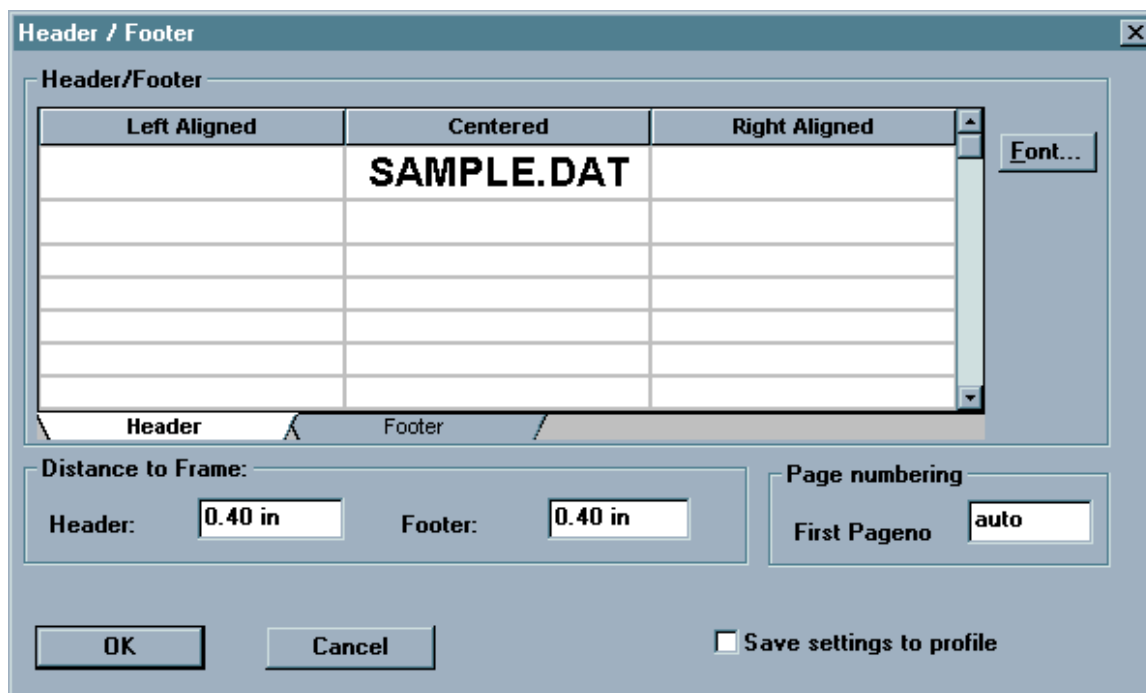 Header / Footer
Header/Footer
Left Aligned Centered Right Aligned
Font...
SAMPLE.DAT
Header Footer
Distance to Frame:
Header: 0.40 in Footer: 0.40 in
Page numbering
First Pageno auto
OK Cancel Save settings to profile